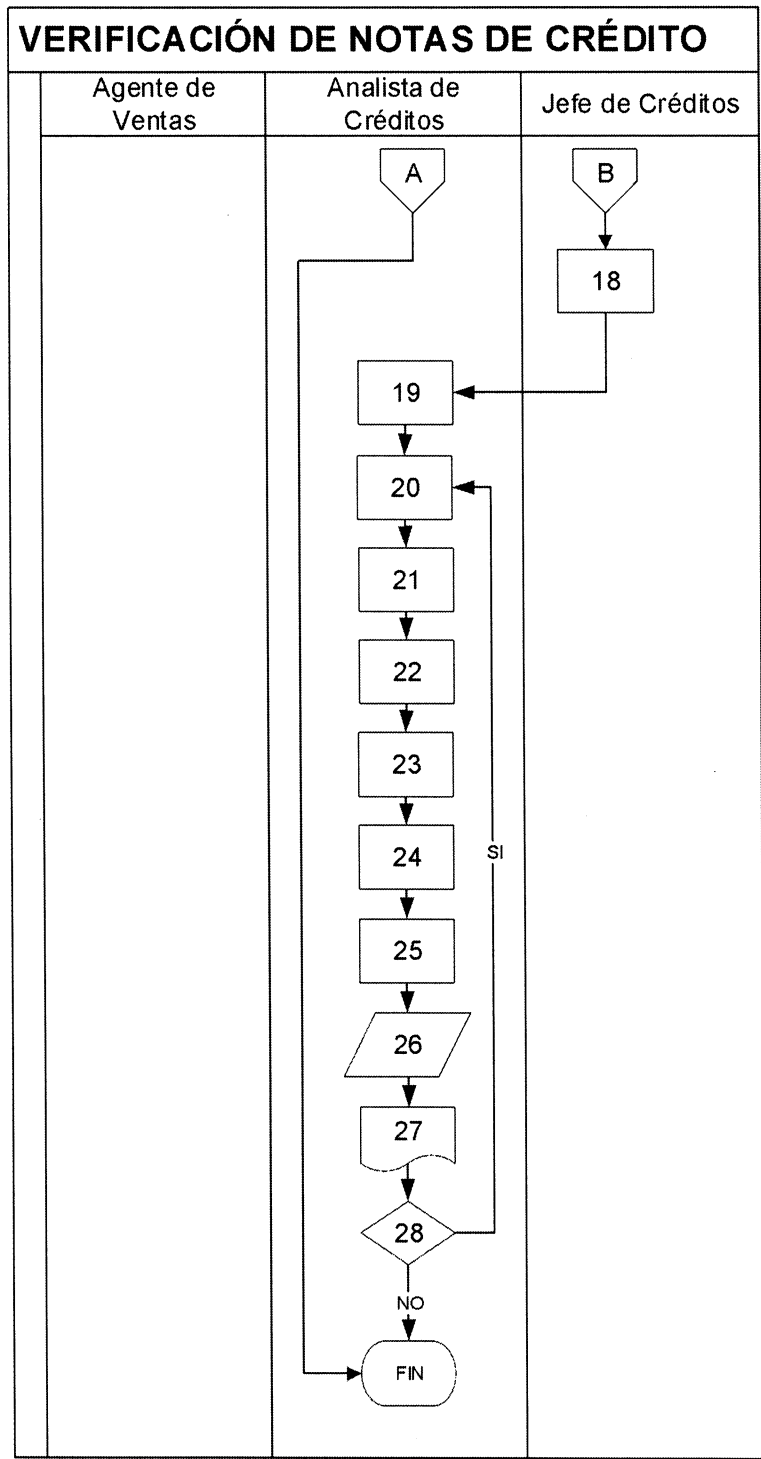 VERIFICACIÓN DE NOTAS DE CRÉDITO
Agente de
Ventas
Analista de
Créditos
Jefe de Créditos
A
B
18
19
20
21
22
23
24
SI
25
26
27
28
NO
FIN